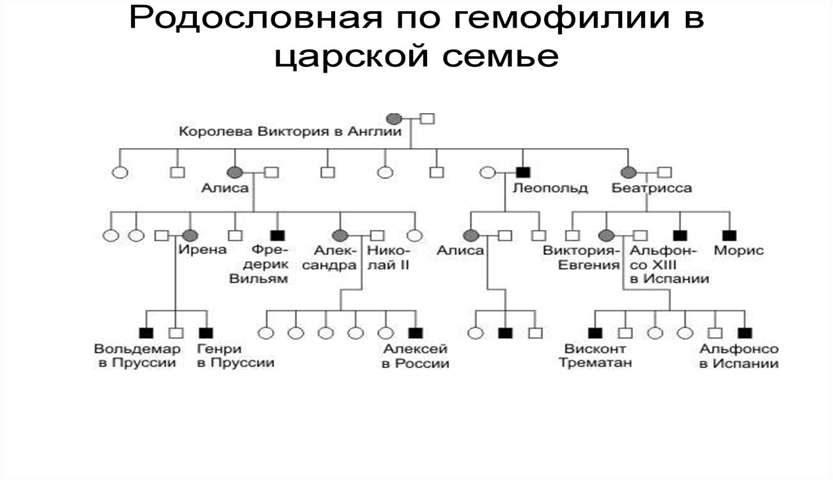 Родословная по гемофилии в
царской семье
Королева Виктория в Англии
Алиса
Леопольд
Беатрисса
Ирена
Фре-
дерик
Вильям
Алек-
сандра
Нико-
лай II
Алиса
Виктория-
Евгения
Альфон-
со XIII
в Испании
Морис
Вольдемар
в Пруссии
Генри
в Пруссии
Алексей
в России
Висконт
Трематан
Альфонсо
в Испании